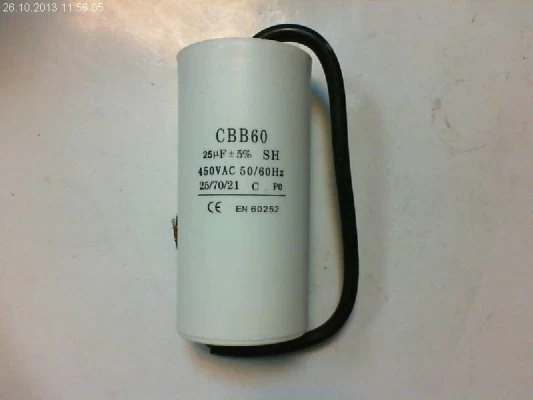 26.10.2013 11:56:05
CBB60
25µF±5% SH
450VAC 50/60Hz
25/70/21 C P0
CE EN 60252